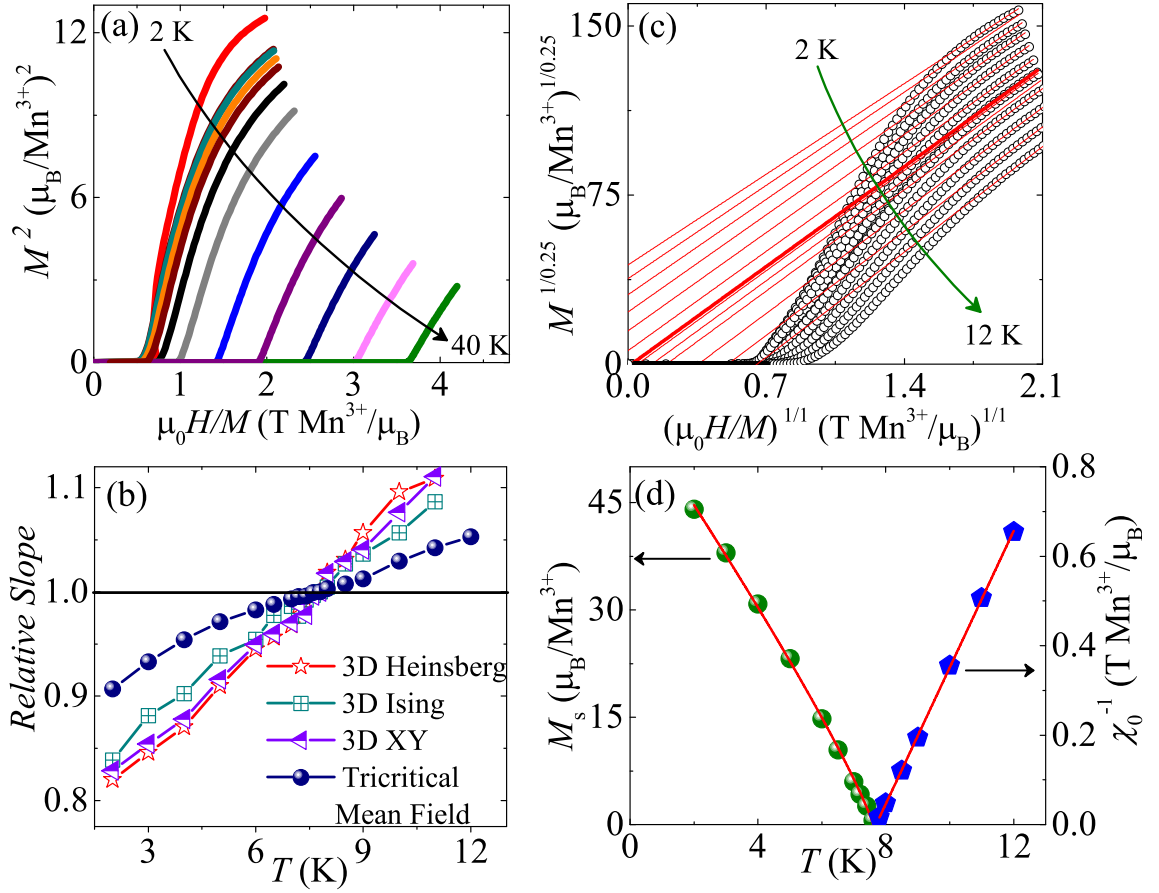 (a)
2 K
40 K
12
6
0
M 2 (μB/Mn3+)2
0 1 2 3 4
μ0H/M (T Mn3+/μB)
(c)
2 K
12 K
150
75
0
M 1/0.25 (μB/Mn3+)1/0.25
0.0 0.7 1.4 2.1
(μ0H/M) 1/1 (T Mn3+/μB)1/1
(b)
1.1
1.0
0.9
0.8
Relative Slope
3D Heinsberg
3D Ising
3D XY
Tricritical
Mean Field
3 6 9 12
T (K)
(d)
45
30
15
0
Ms (μB/Mn3+)
0.8
0.6
0.4
0.2
0.0
χ0-1 (T Mn3+/μB)
0 4 8 12
T (K)